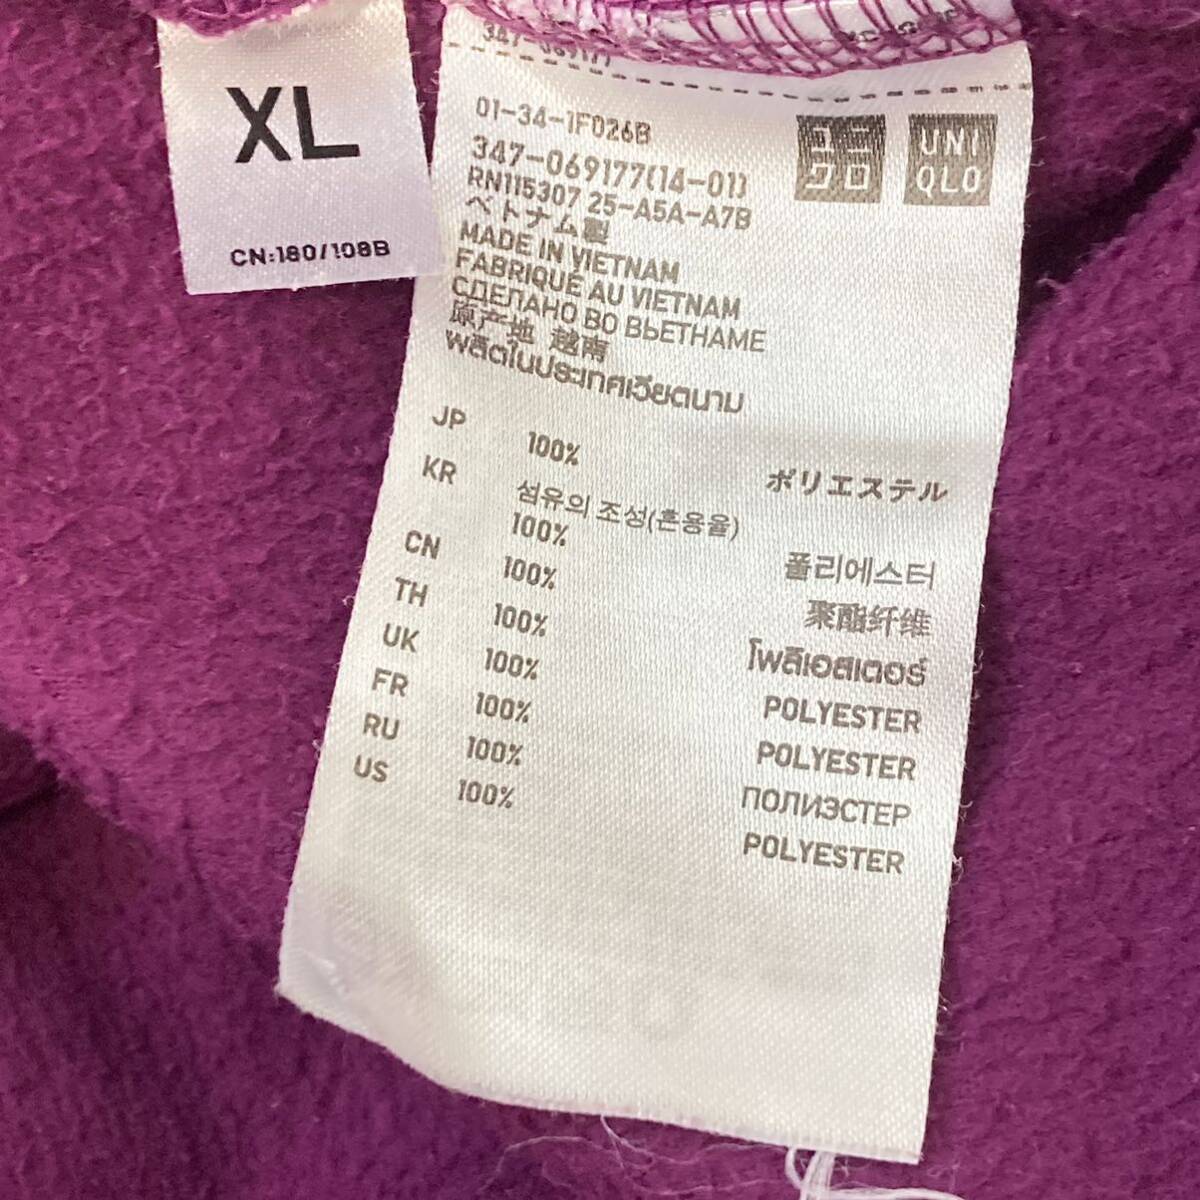 XL
CN:180/108B
01-34-1F026B
ユニ
クロ
UNI
QLO
347-069177(14-01)
RN115307 25-A5A-A7B
ベトナム製
MADE IN VIETNAM
FABRIQUÉ AU VIETNAM
СДЕЛАНО ВО ВЬЕТНАМЕ
原产地 越南
ผลิตในประเทศเวียดนาม
JP 100% ポリエステル
KR 섬유의 조성(혼용율)
100% 폴리에스터
CN 100% 聚酯纤维
TH 100% โพลีเอสเตอร์
UK 100% POLYESTER
FR 100% POLYESTER
RU 100% ПОЛИЭСТЕР
US 100% POLYESTER